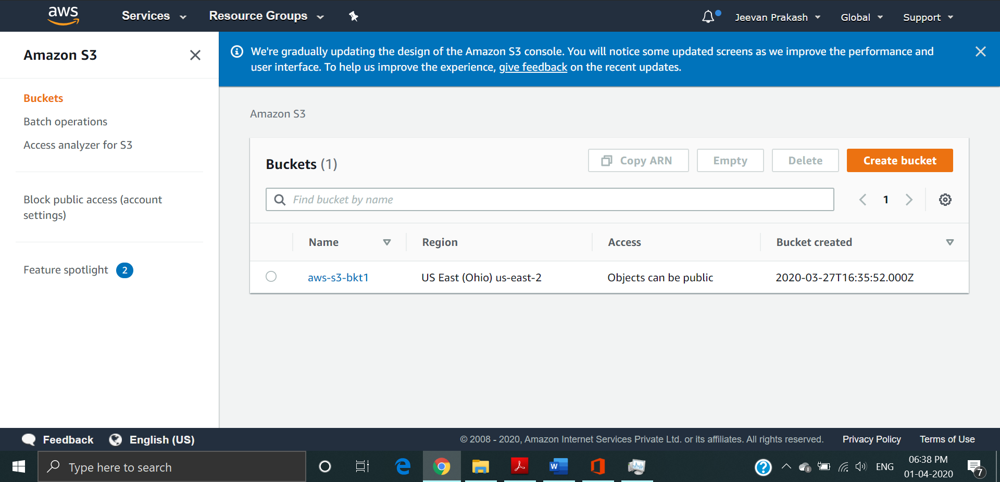 aws
Services
Resource Groups
Jeevan Prakash
Global
Support
Amazon S3
We're gradually updating the design of the Amazon S3 console. You will notice some updated screens as we improve the performance and
user interface. To help us improve the experience, give feedback on the recent updates.
Buckets
Batch operations
Access analyzer for S3
Block public access (account
settings)
Feature spotlight 2
Amazon S3
Buckets (1)
Copy ARN
Empty
Delete
Create bucket
Find bucket by name
1
Name
Region
Access
Bucket created
aws-s3-bkt1
US East (Ohio) us-east-2
Objects can be public
2020-03-27T16:35:52.000Z
Feedback
English (US)
© 2008 - 2020, Amazon Internet Services Private Ltd. or its affiliates. All rights reserved.
Privacy Policy
Terms of Use
Type here to search
W
?
ENG
06:38 PM
01-04-2020
7